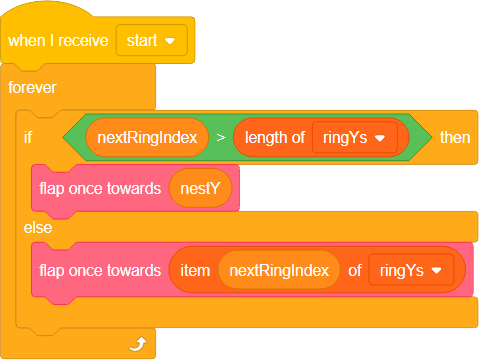 when I receive start
forever
if nextRingIndex > length of ringYs then
flap once towards nestY
else
flap once towards item nextRingIndex of ringYs